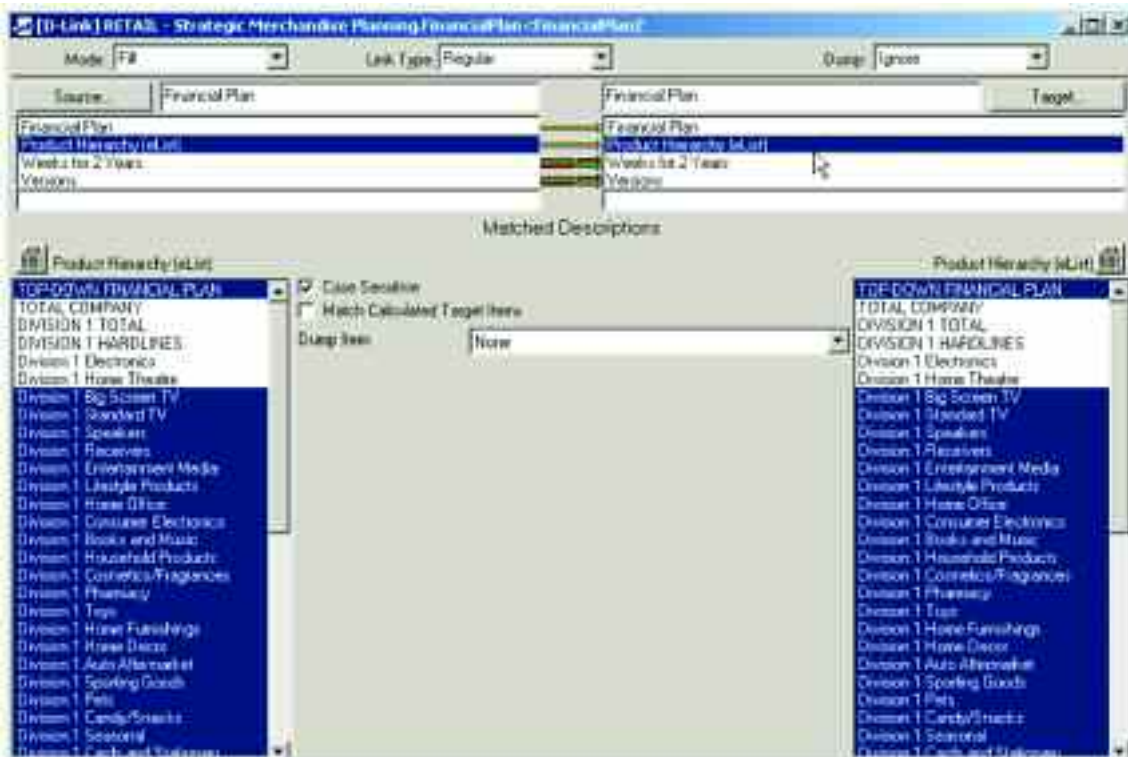 [D-Link] RETAIL - Strategic Merchandise Planning.FinancialPlan<FinancialPlan>
Mode Fill Link Type Regular Dump Ignore
Source... Financial Plan Financial Plan Target...
Financial Plan Financial Plan
Product Hierarchy (eList) Product Hierarchy (eList)
Weeks for 2 Years Weeks for 2 Years
Versions Versions
Matched Descriptions
Product Hierarchy (eList) Product Hierarchy (eList)
Case Sensitive
Match Calculated Target Items
Dump Item None
TOP-DOWN FINANCIAL PLAN
TOTAL COMPANY
DIVISION 1 TOTAL
DIVISION 1 HARDLINES
Division 1 Electronics
Division 1 Home Theatre
Division 1 Big Screen TV
Division 1 Standard TV
Division 1 Speakers
Division 1 Receivers
Division 1 Entertainment Media
Division 1 Lifestyle Products
Division 1 Home Office
Division 1 Consumer Electronics
Division 1 Books and Music
Division 1 Household Products
Division 1 Cosmetics/Fragrances
Division 1 Pharmacy
Division 1 Toys
Division 1 Home Furnishings
Division 1 Home Decor
Division 1 Auto Aftermarket
Division 1 Sporting Goods
Division 1 Pets
Division 1 Candy/Snacks
Division 1 Seasonal
Division 1 Cards and Stationery
TOP-DOWN FINANCIAL PLAN
TOTAL COMPANY
DIVISION 1 TOTAL
DIVISION 1 HARDLINES
Division 1 Electronics
Division 1 Home Theatre
Division 1 Big Screen TV
Division 1 Standard TV
Division 1 Speakers
Division 1 Receivers
Division 1 Entertainment Media
Division 1 Lifestyle Products
Division 1 Home Office
Division 1 Consumer Electronics
Division 1 Books and Music
Division 1 Household Products
Division 1 Cosmetics/Fragrances
Division 1 Pharmacy
Division 1 Toys
Division 1 Home Furnishings
Division 1 Home Decor
Division 1 Auto Aftermarket
Division 1 Sporting Goods
Division 1 Pets
Division 1 Candy/Snacks
Division 1 Seasonal
Division 1 Cards and Stationery